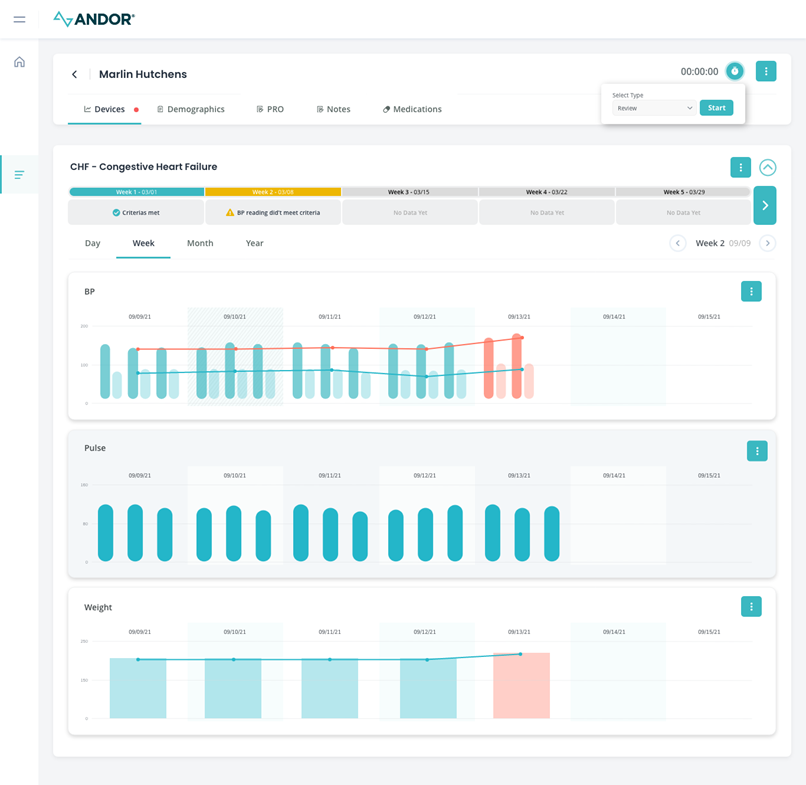 ANDOR®
Marlin Hutchens
00:00:00
Select Type
Review
Start
Devices
Demographics
PRO
Notes
Medications
CHF - Congestive Heart Failure
Week 1 - 03/01
Week 2 - 03/08
Week 3 - 03/15
Week 4 - 03/22
Week 5 - 03/29
Criterias met
BP reading did't meet criteria
No Data Yet
No Data Yet
No Data Yet
Day
Week
Month
Year
Week 2 09/09
BP
09/09/21
09/10/21
09/11/21
09/12/21
09/13/21
09/14/21
09/15/21
100
0
Pulse
09/09/21
09/10/21
09/11/21
09/12/21
09/13/21
09/14/21
09/15/21
0
Weight
09/09/21
09/10/21
09/11/21
09/12/21
09/13/21
09/14/21
09/15/21
150
0